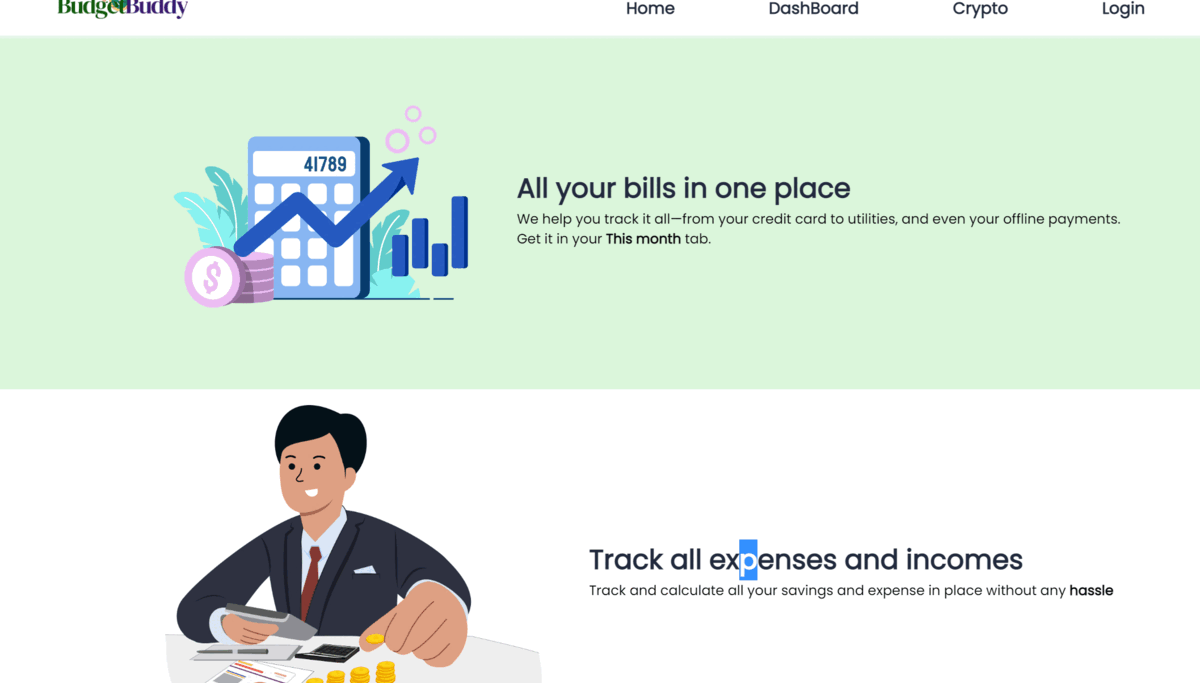 BudgetBuddy
Home DashBoard Crypto Login
41789
All your bills in one place
We help you track it all—from your credit card to utilities, and even your offline payments.
Get it in your This month tab.
$
Track all expenses and incomes
Track and calculate all your savings and expense in place without any hassle